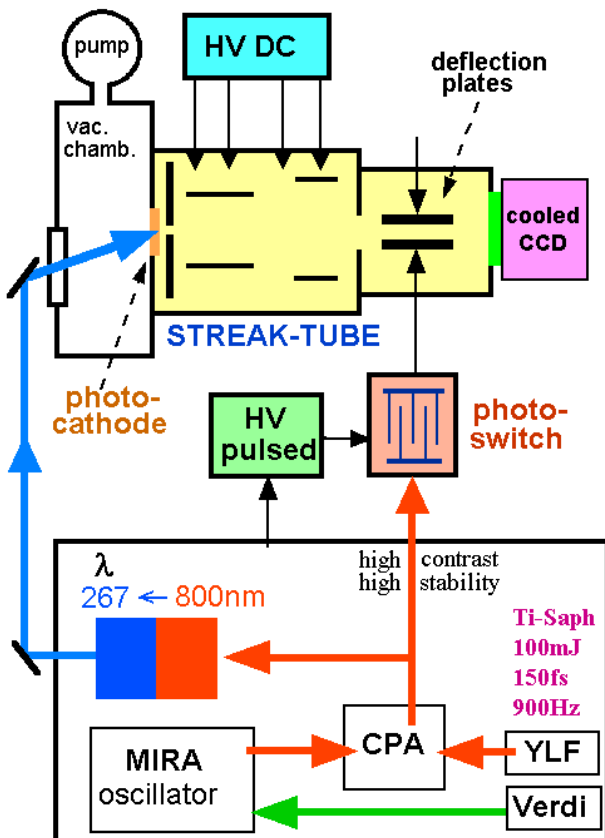 pump
HV DC
deflection
plates
vac.
chamb.
cooled
CCD
STREAK-TUBE
photo-
cathode
HV
pulsed
photo-
switch
high contrast
high stability
λ
267 ← 800nm
Ti-Saph
100mJ
150fs
900Hz
MIRA
oscillator
CPA
YLF
Verdi